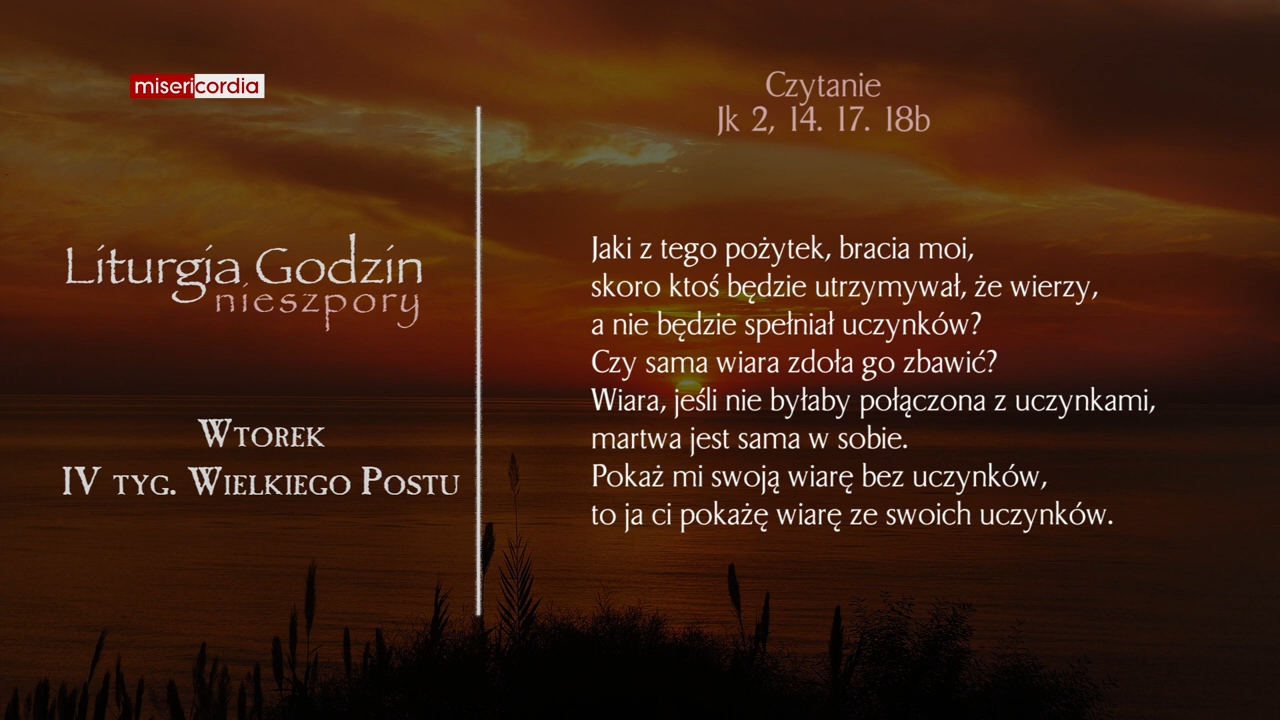 misericordia
Liturgia Godzin
nieszpory
Wtorek
IV tyg. Wielkiego Postu
Czytanie
Jk 2, 14. 17. 18b
Jaki z tego pożytek, bracia moi,
skoro ktoś będzie utrzymywał, że wierzy,
a nie będzie spełniał uczynków?
Czy sama wiara zdoła go zbawić?
Wiara, jeśli nie byłaby połączona z uczynkami,
martwa jest sama w sobie.
Pokaż mi swoją wiarę bez uczynków,
to ja ci pokażę wiarę ze swoich uczynków.